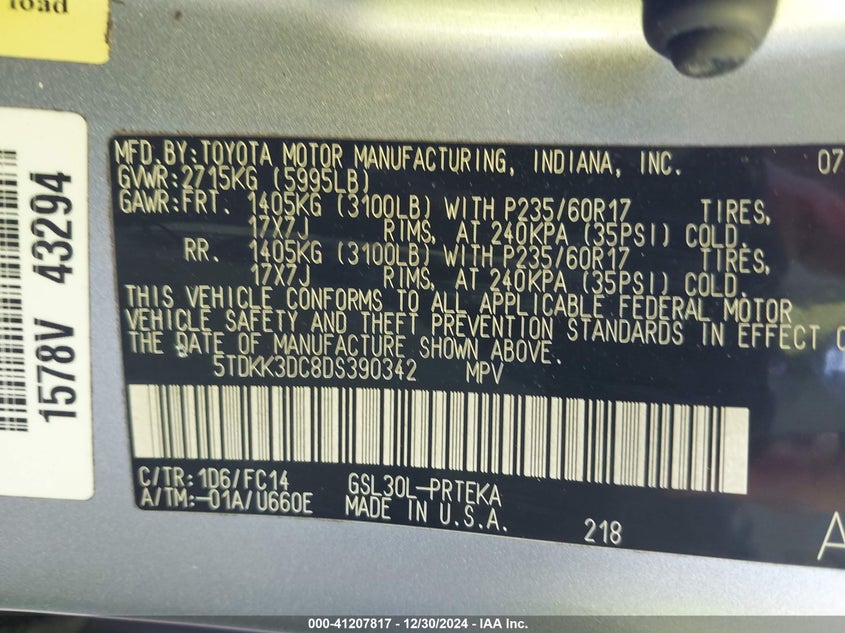 load
1578V 43294
MFD.BY:TOYOTA MOTOR MANUFACTURING, INDIANA, INC. 07
GVWR:2715KG (5995LB)
GAWR:FRT. 1405KG (3100LB) WITH P235/60R17 TIRES,
17X7J RIMS, AT 240KPA (35PSI) COLD.
RR. 1405KG (3100LB) WITH P235/60R17 TIRES,
17X7J RIMS, AT 240KPA (35PSI) COLD.
THIS VEHICLE CONFORMS TO ALL APPLICABLE FEDERAL MOTOR
VEHICLE SAFETY AND THEFT PREVENTION STANDARDS IN EFFECT O
THE DATE OF MANUFACTURE SHOWN ABOVE.
5TDKK3DC8DS390342 MPV
C/TR: 1D6/FC14 GSL30L-PRTEKA
A/TM:-01A/U660E MADE IN U.S.A. 218
A
000-41207817 - 12/30/2024 - IAA Inc.